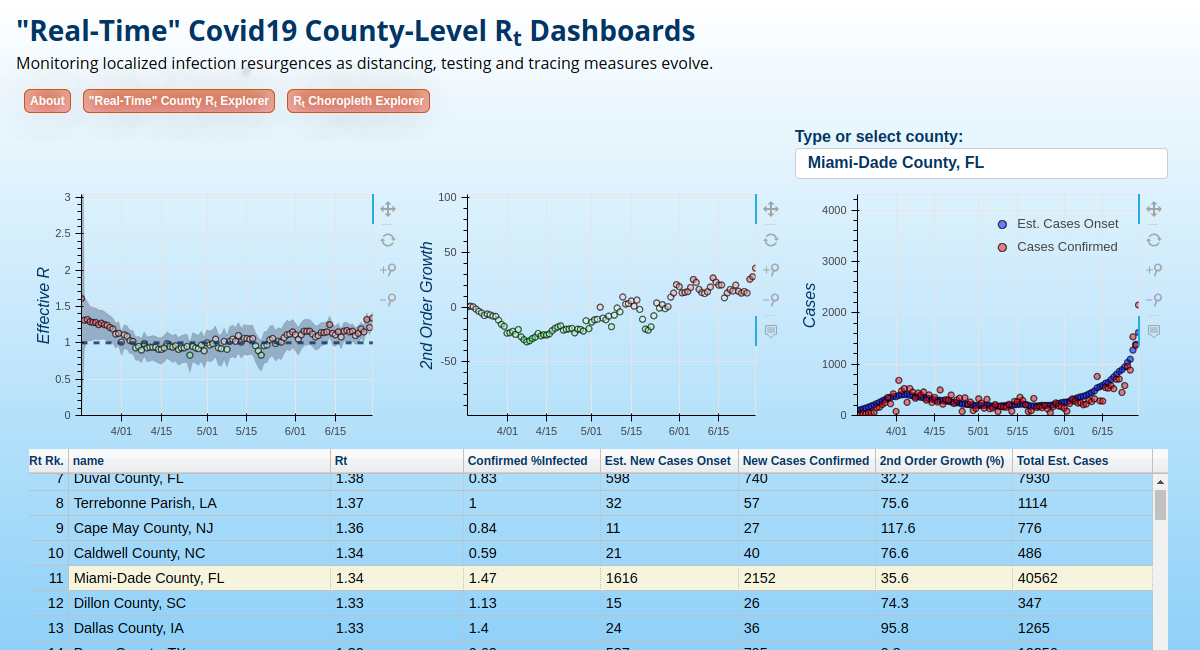 "Real-Time" Covid19 County-Level Rt Dashboards
Monitoring localized infection resurgences as distancing, testing and tracing measures evolve.
About
"Real-Time" County Rt Explorer
Rt Choropleth Explorer
Type or select county:
Miami-Dade County, FL
Effective R
3
2.5
2
1.5
1
0.5
0
4/01 4/15 5/01 5/15 6/01 6/15
2nd Order Growth
100
50
0
-50
4/01 4/15 5/01 5/15 6/01 6/15
Cases
4000
3000
2000
1000
0
Est. Cases Onset
Cases Confirmed
4/01 4/15 5/01 5/15 6/01 6/15
Rt Rk. name Rt Confirmed %Infected Est. New Cases Onset New Cases Confirmed 2nd Order Growth (%) Total Est. Cases
7 Duval County, FL 1.38 0.83 598 740 32.2 7930
8 Terrebonne Parish, LA 1.37 1 32 57 75.6 1114
9 Cape May County, NJ 1.36 0.84 11 27 117.6 776
10 Caldwell County, NC 1.34 0.59 21 40 76.6 486
11 Miami-Dade County, FL 1.34 1.47 1616 2152 35.6 40562
12 Dillon County, SC 1.33 1.13 15 26 74.3 347
13 Dallas County, IA 1.33 1.4 24 36 95.8 1265